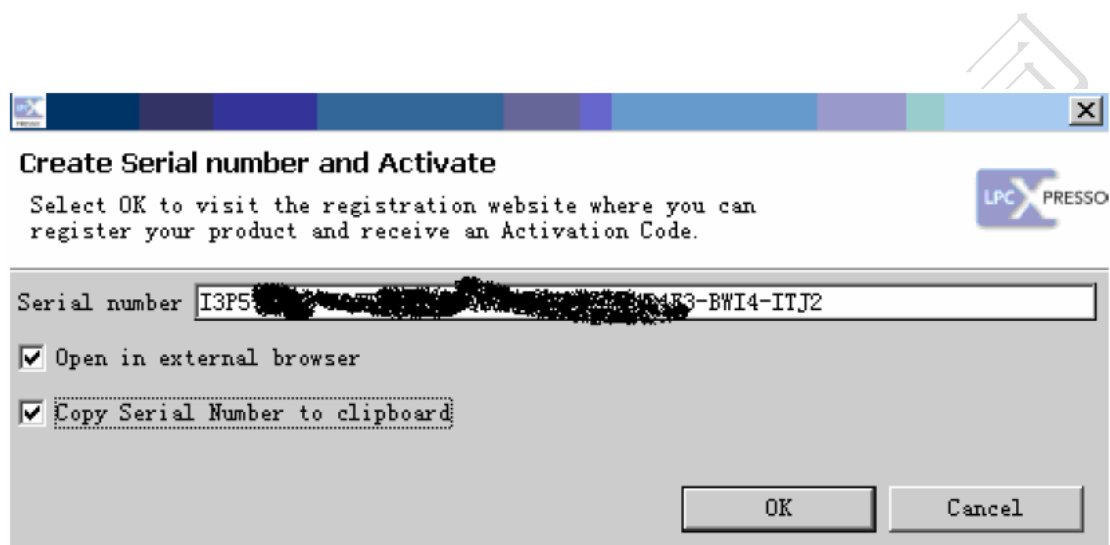 Create Serial number and Activate
Select OK to visit the registration website where you can
register your product and receive an Activation Code.
LPC XPRESSO
Serial number I3P5 3-BWI4-ITJ2
Open in external browser
Copy Serial Number to clipboard
OK Cancel